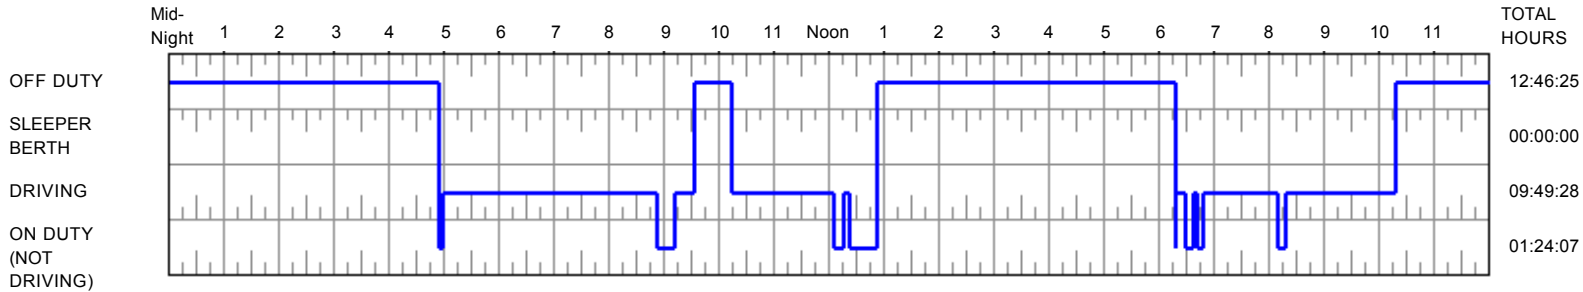 Mid-
Night 1 2 3 4 5 6 7 8 9 10 11 Noon 1 2 3 4 5 6 7 8 9 10 11 TOTAL
HOURS
OFF DUTY 12:46:25
SLEEPER
BERTH 00:00:00
DRIVING 09:49:28
ON DUTY
(NOT 01:24:07
DRIVING)